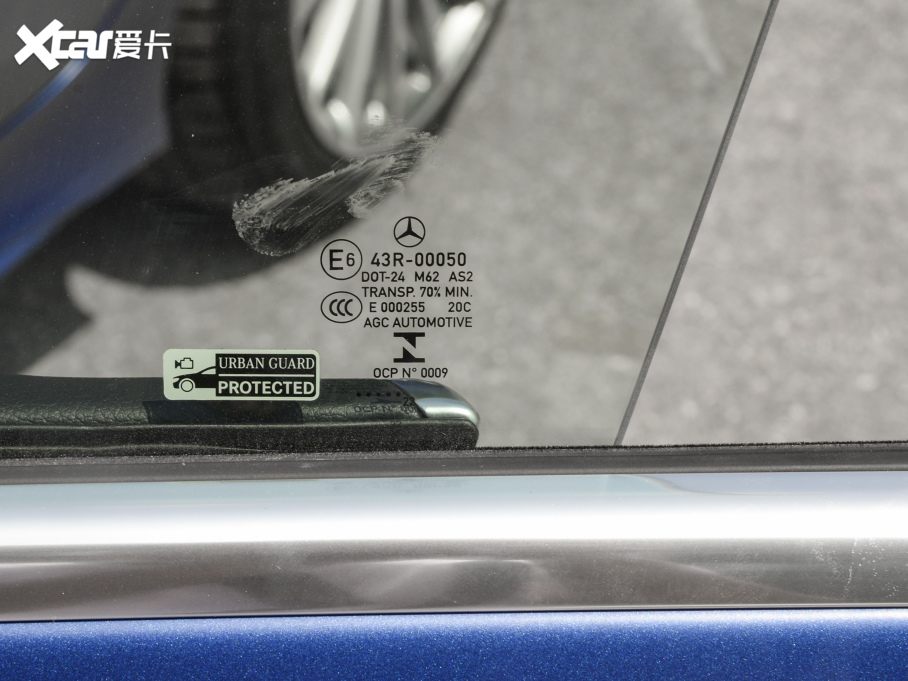 Xcar爱卡
E6
43R-00050
DOT-24 M62 AS2
TRANSP. 70% MIN.
CCC
E 000255 20C
AGC AUTOMOTIVE
OCP N° 0009
URBAN GUARD
PROTECTED